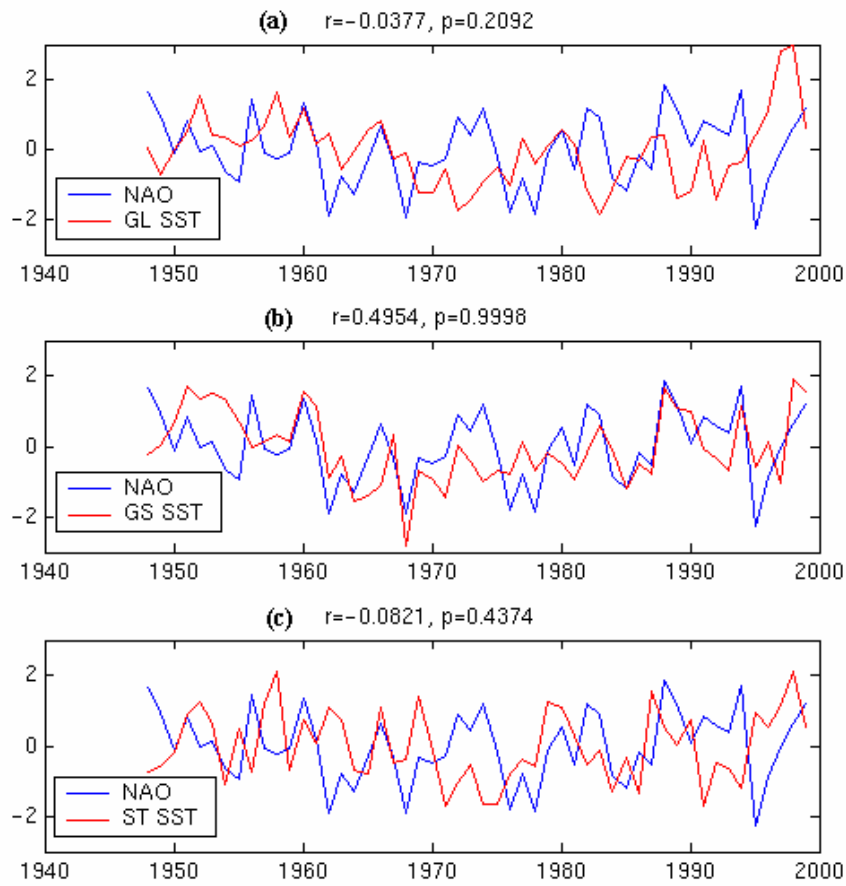 (a) r=-0.0377, p=0.2092
2
0
-2
NAO
GL SST
1940 1950 1960 1970 1980 1990 2000
(b) r=0.4954, p=0.9998
2
0
-2
NAO
GS SST
1940 1950 1960 1970 1980 1990 2000
(c) r=-0.0821, p=0.4374
2
0
-2
NAO
ST SST
1940 1950 1960 1970 1980 1990 2000